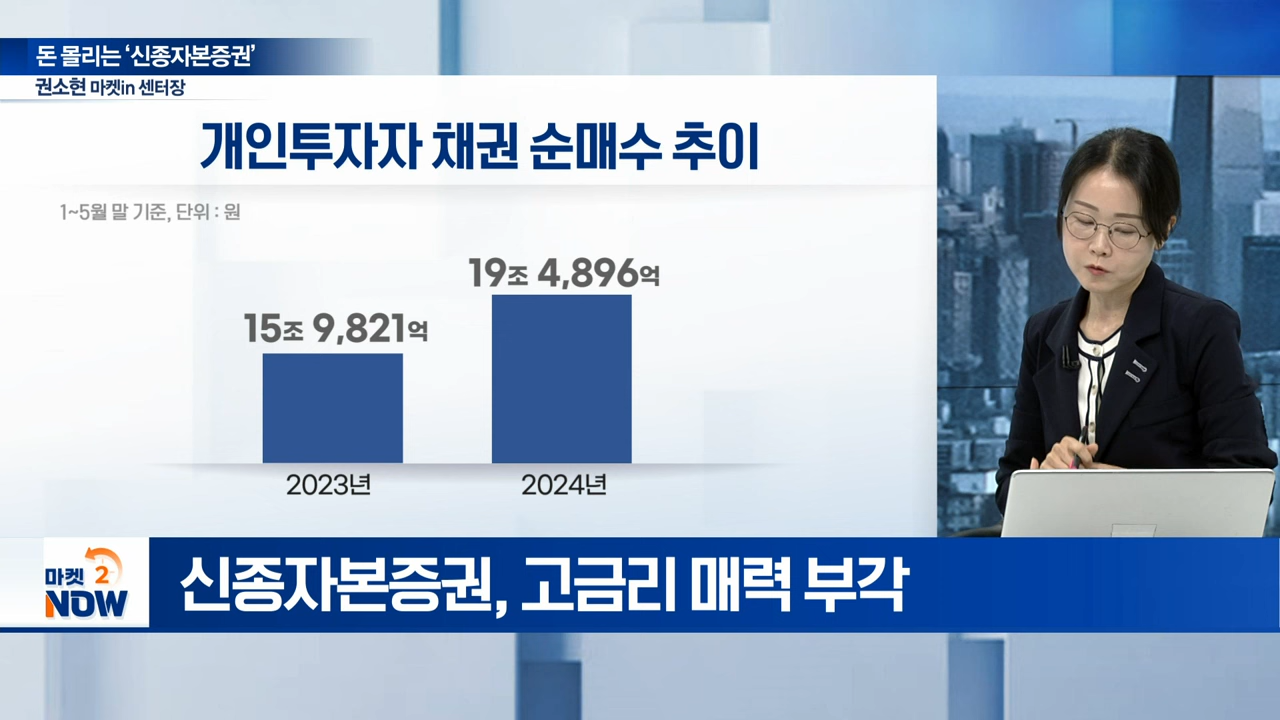 돈 몰리는 ‘신종자본증권’
권소현 마켓in 센터장
개인투자자 채권 순매수 추이
1~5월 말 기준, 단위 : 원
15조 9,821억
19조 4,896억
2023년
2024년
마켓 2
NOW
신종자본증권, 고금리 매력 부각